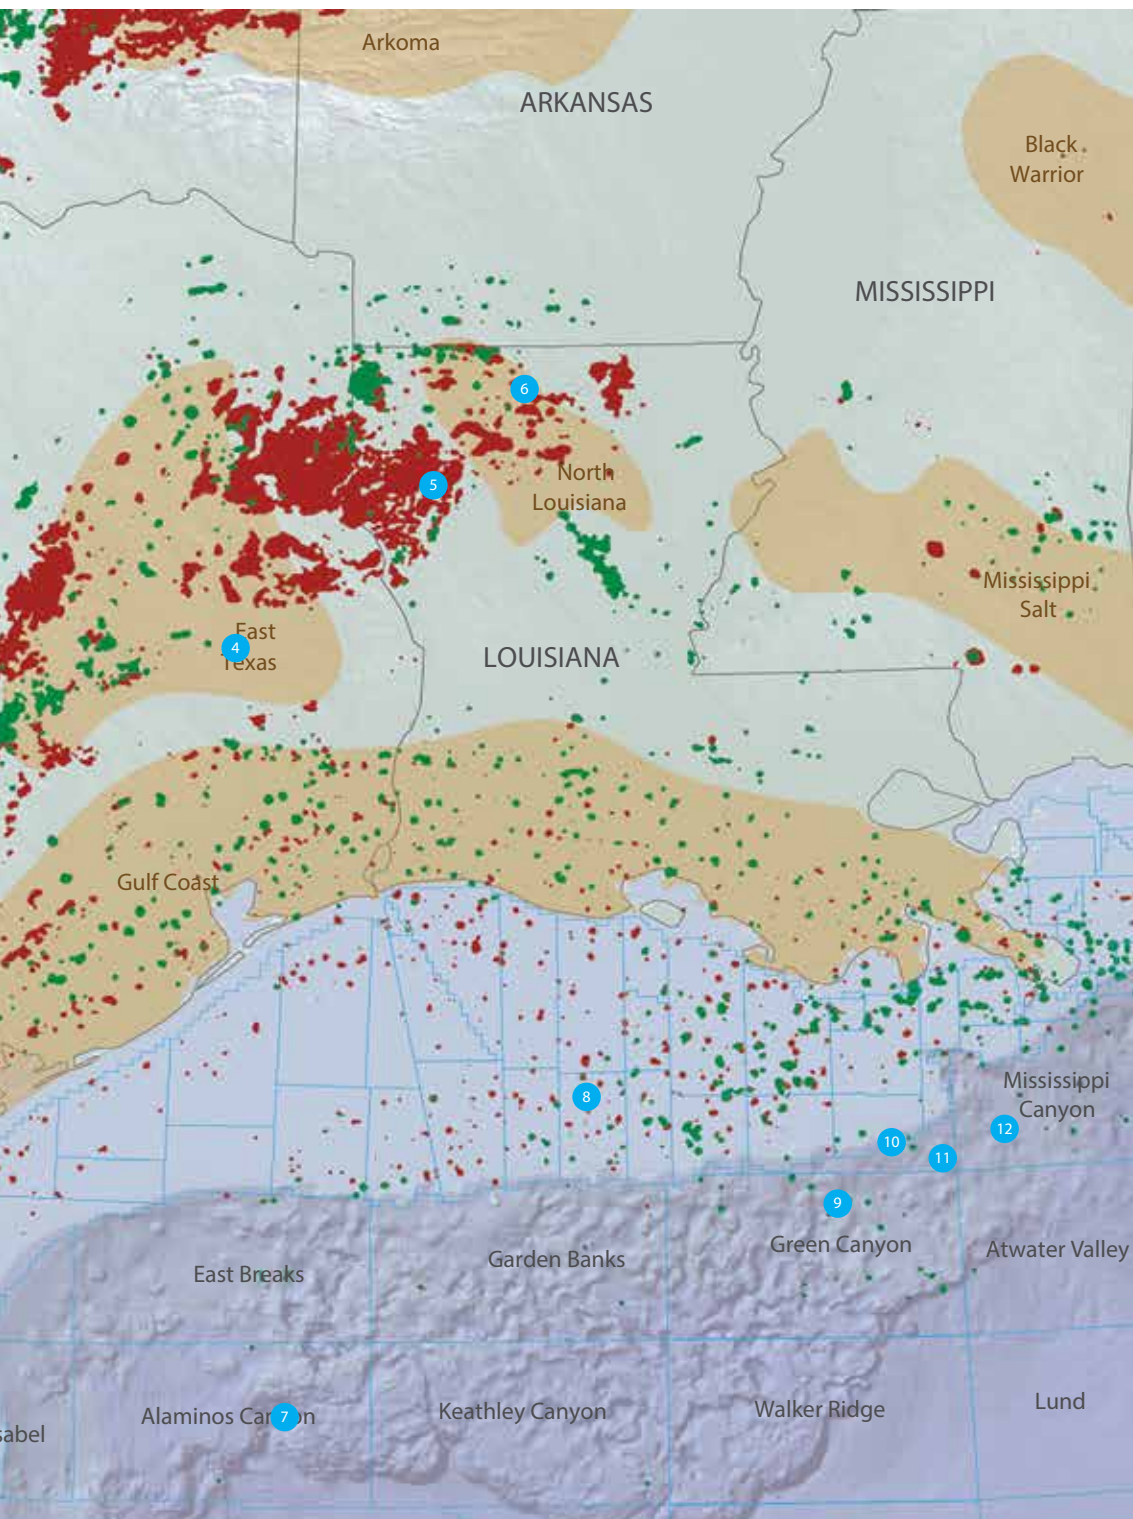 Arkoma
ARKANSAS
Black
Warrior
MISSISSIPPI
6
North
Louisiana
5
Mississippi
Salt
East
Texas
4
LOUISIANA
Gulf Coast
8
Mississippi
Canyon
12
10
11
9
Green Canyon
Atwater Valley
Garden Banks
East Breaks
Alaminos Canyon
7
Keathley Canyon
Walker Ridge
Lund
sabel